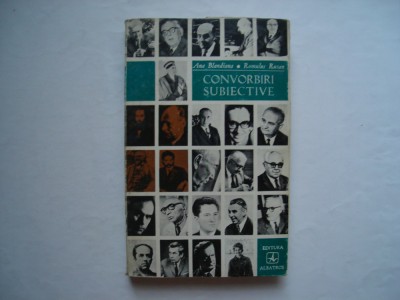 Ana Blandiana ★ Romulus Rusan
CONVORBIRI
SUBIECTIVE
EDITURA
ALBATROS